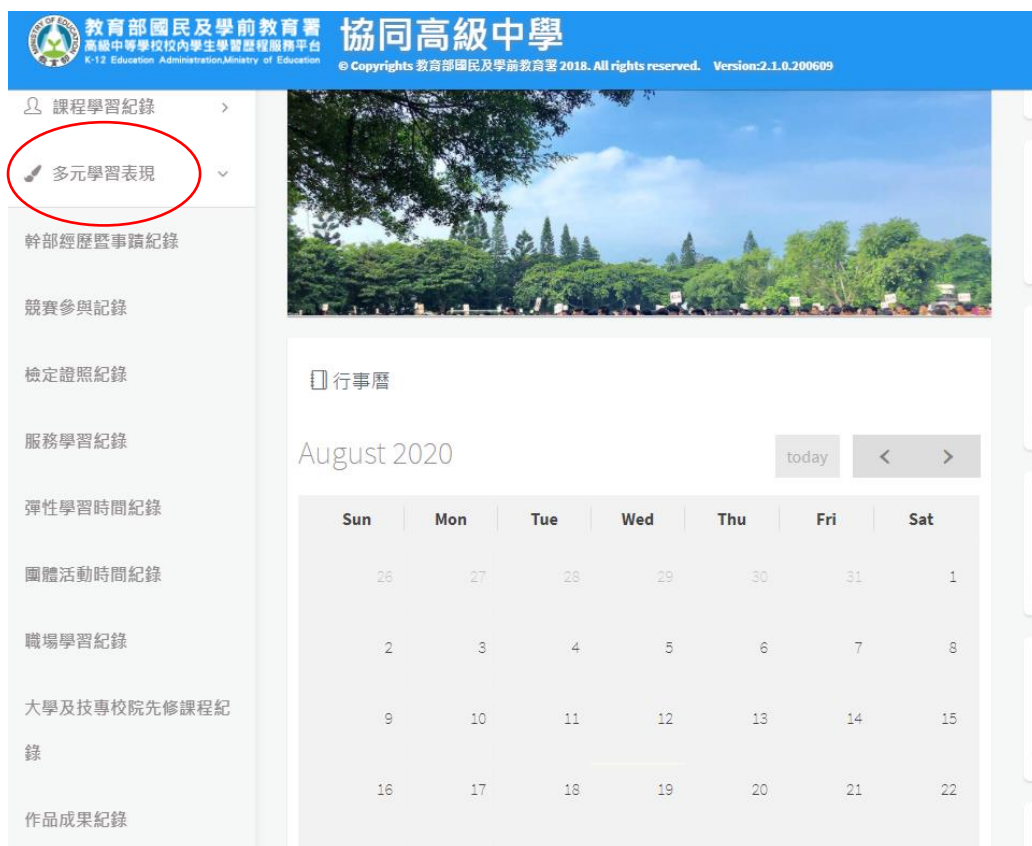 教育部國民及學前教育署
高級中等學校校內學生學習歷程服務平台
K-12 Education Administration,Ministry of Education
協同高級中學
© Copyrights 教育部國民及學前教育署 2018. All rights reserved. Version:2.1.0.200609
課程學習紀錄
多元學習表現
幹部經歷暨事蹟紀錄
競賽參與記錄
檢定證照紀錄
服務學習紀錄
彈性學習時間紀錄
團體活動時間紀錄
職場學習紀錄
大學及技專校院先修課程紀
錄
作品成果紀錄
行事曆
August 2020
today < >
Sun Mon Tue Wed Thu Fri Sat
26 27 28 29 30 31 1
2 3 4 5 6 7 8
9 10 11 12 13 14 15
16 17 18 19 20 21 22